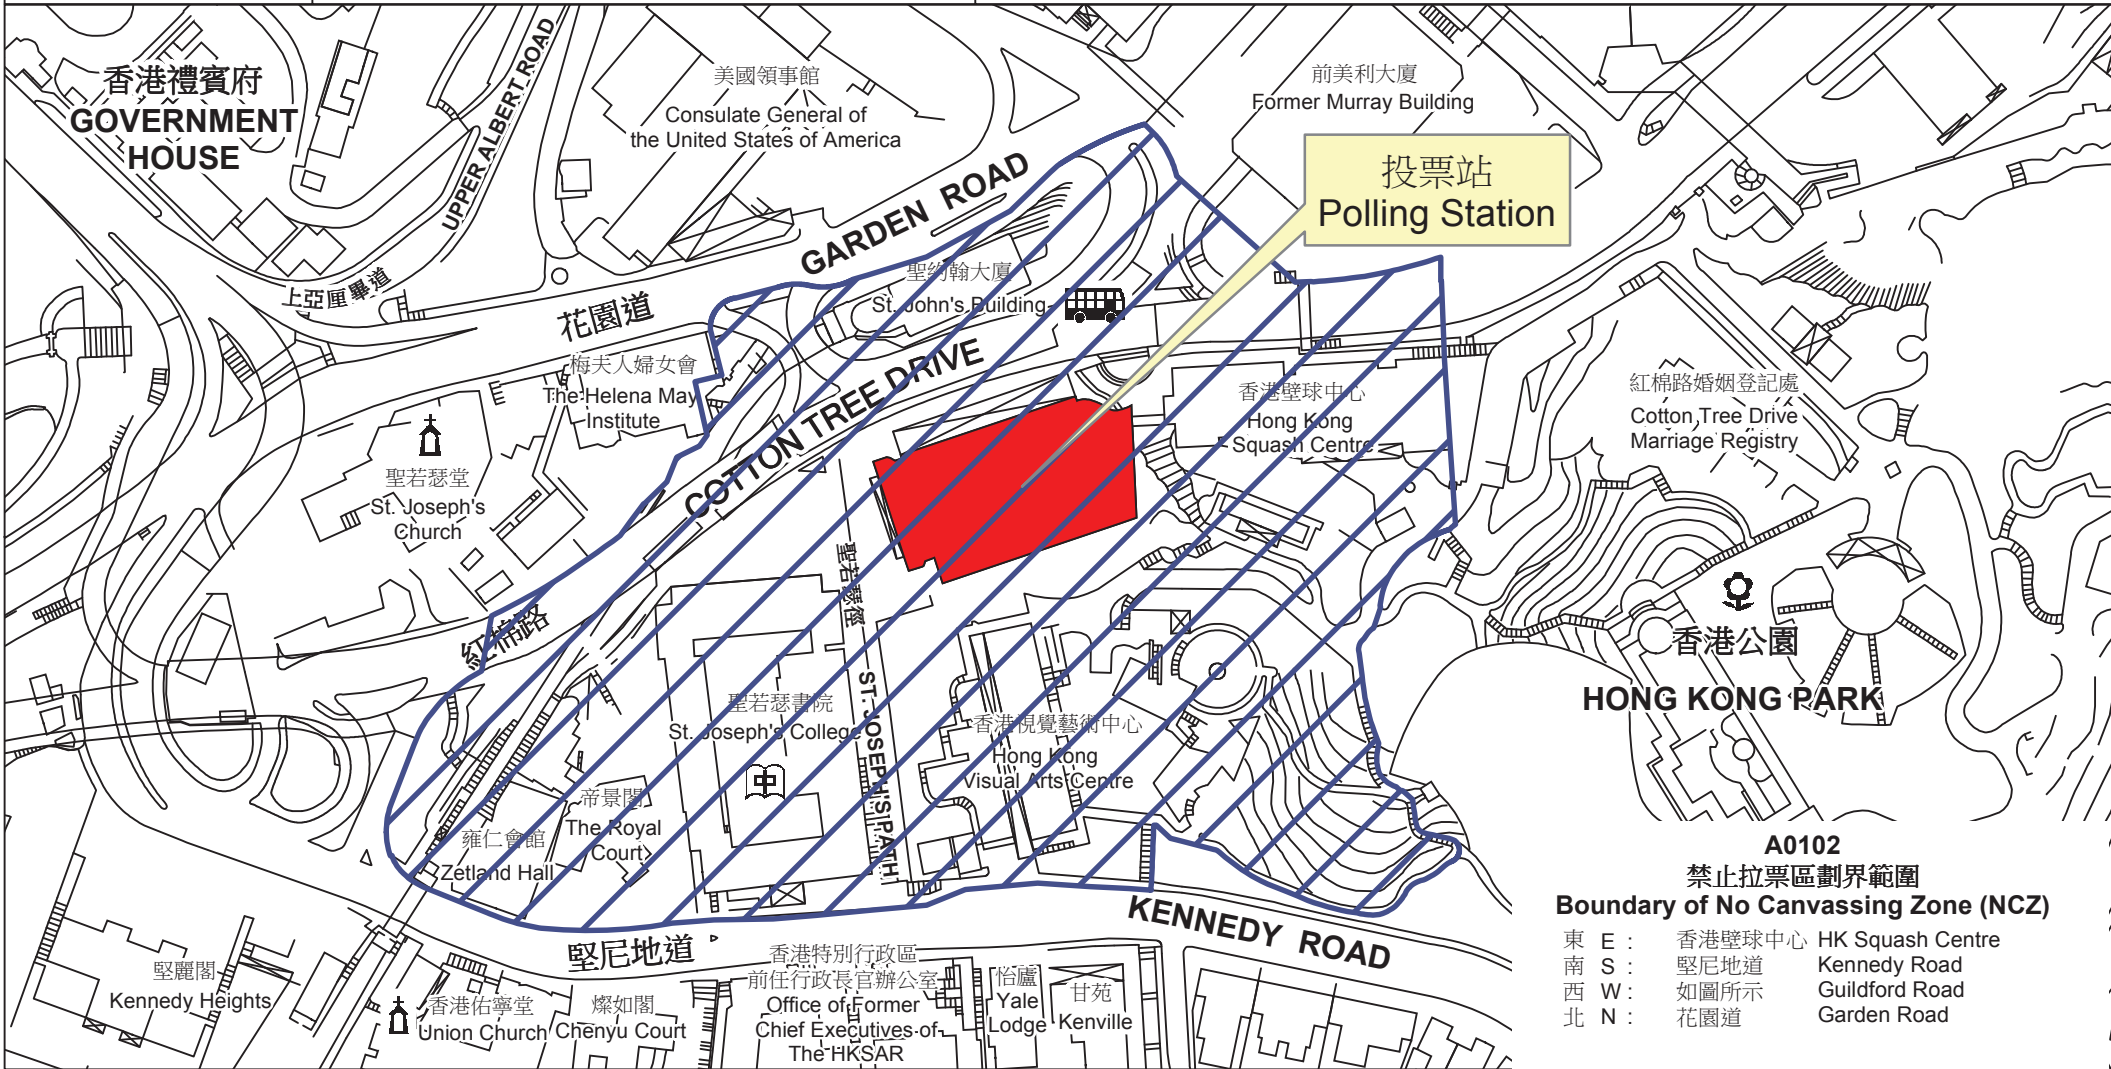 香港禮賓府
GOVERNMENT
HOUSE
UPPER ALBERT ROAD
上亞厘畢道
美國領事館
Consulate General of
the United States of America
前美利大廈
Former Murray Building
投票站
Polling Station
GARDEN ROAD
花園道
聖約翰大廈
St. John's Building
梅夫人婦女會
The Helena May
Institute
COTTON TREE DRIVE
紅棉路
香港壁球中心
Hong Kong
Squash Centre
紅棉路婚姻登記處
Cotton Tree Drive
Marriage Registry
聖若瑟堂
St. Joseph's
Church
聖若瑟徑
ST. JOSEPH'S PATH
聖若瑟書院
St. Joseph's College
中
香港視覺藝術中心
Hong Kong
Visual Arts Centre
香港公園
HONG KONG PARK
帝景閣
The Royal
Court
雍仁會館
Zetland Hall
堅尼地道
KENNEDY ROAD
堅麗閣
Kennedy Heights
香港佑寧堂
Union Church
燦如閣
Chenyu Court
香港特別行政區
前任行政長官辦公室
Office of Former
Chief Executives of
The HKSAR
怡廬
Yale
Lodge
甘苑
Kenville
A0102
禁止拉票區劃界範圍
Boundary of No Canvassing Zone (NCZ)
東 E : 香港壁球中心 HK Squash Centre
南 S : 堅尼地道 Kennedy Road
西 W : 如圖所示 Guildford Road
北 N : 花園道 Garden Road